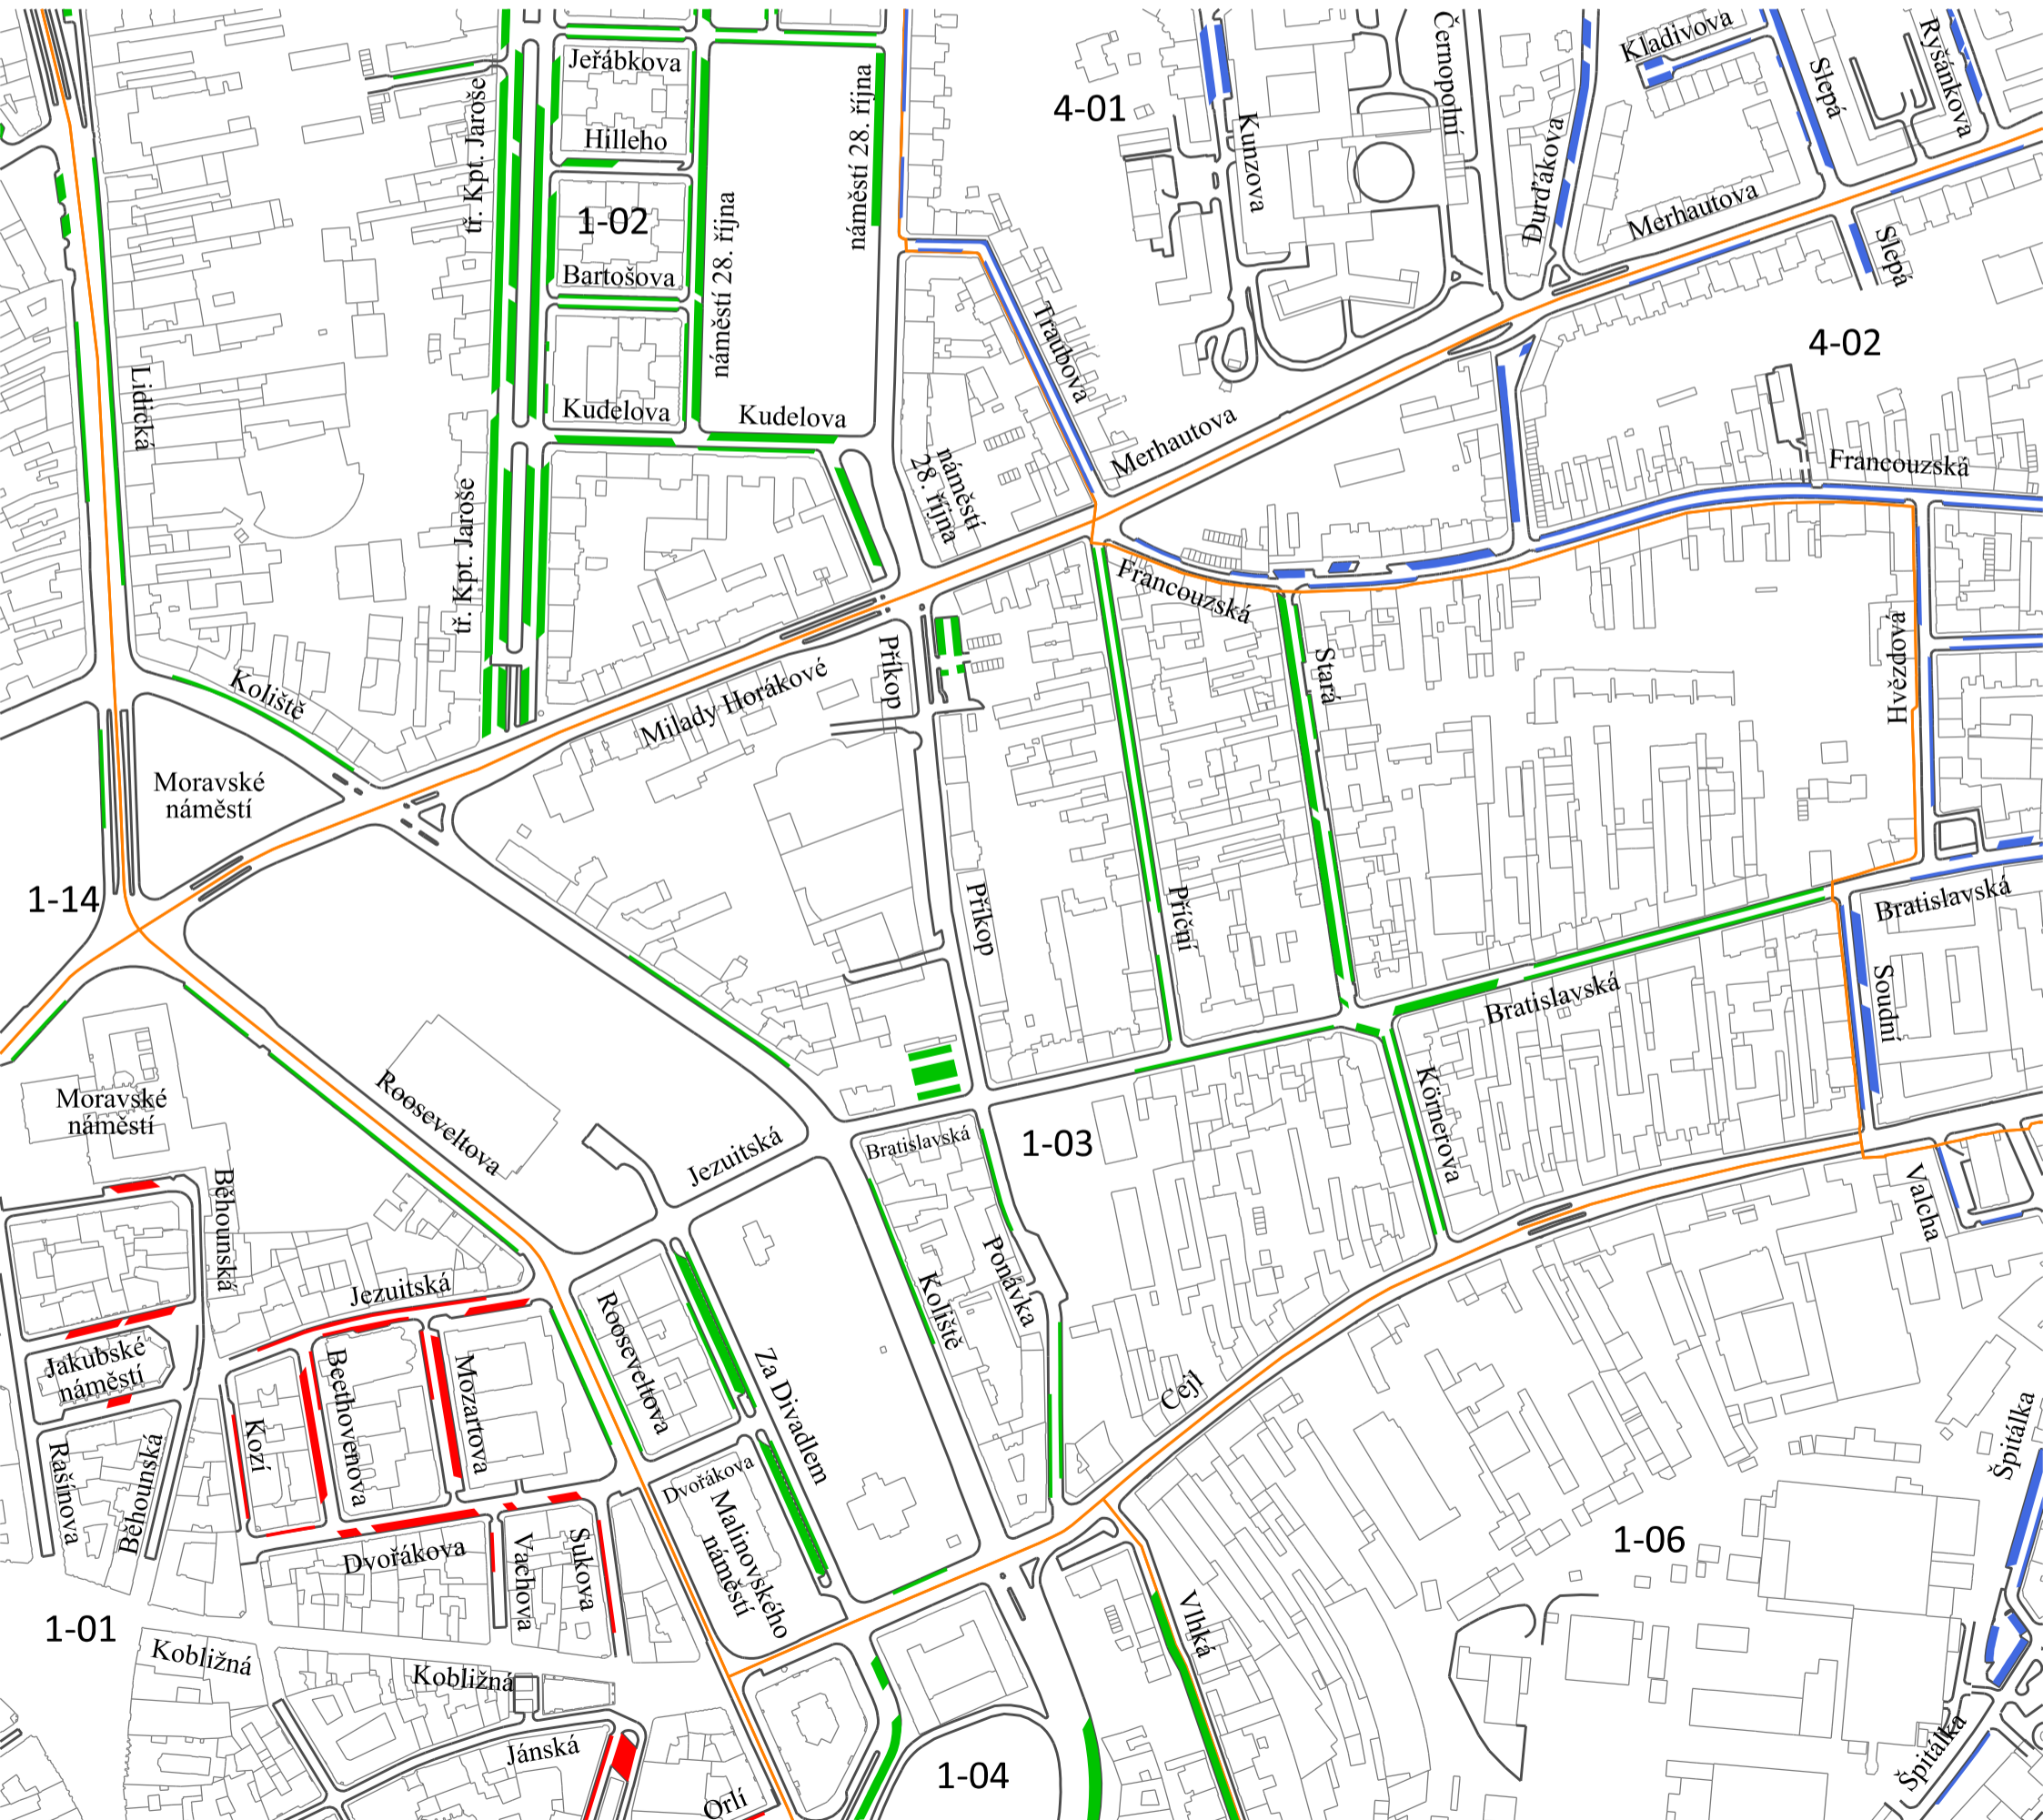 Jeřábkova
tř. Kpt. Jaroše
náměstí 28. října
4-01
Kunzova
Černopolní
Kladivova
Slepá
Ryšánkova
Hilleho
Durďákova
Merhautova
1-02
náměstí 28. října
Slepá
Bartošova
Traubova
4-02
Lidická
Kudelova
Kudelova
Merhautova
náměstí
28. října
Francouzská
tř. Kpt. Jaroše
Francouzská
Koliště
Milady Horákové
Příkop
Stará
Hvězdová
Moravské
náměstí
1-14
Příkop
Příční
Bratislavská
Bratislavská
Soudní
Moravské
náměstí
Rooseveltova
Jezuitská
Bratislavská
1-03
Körnerova
Valcha
Běhounská
Jezuitská
Rooseveltova
Koliště
Ponávka
Jakubské
náměstí
Kozí
Beethovenova
Mozartova
Za Divadlem
Cejl
Rašínova
Běhounská
Dvořákova
Vachova
Sukova
Dvořákova
Malinovského
náměstí
Špitálka
1-06
1-01
Vlhká
Kobližná
Kobližná
Jánská
Orlí
1-04
Špitálka